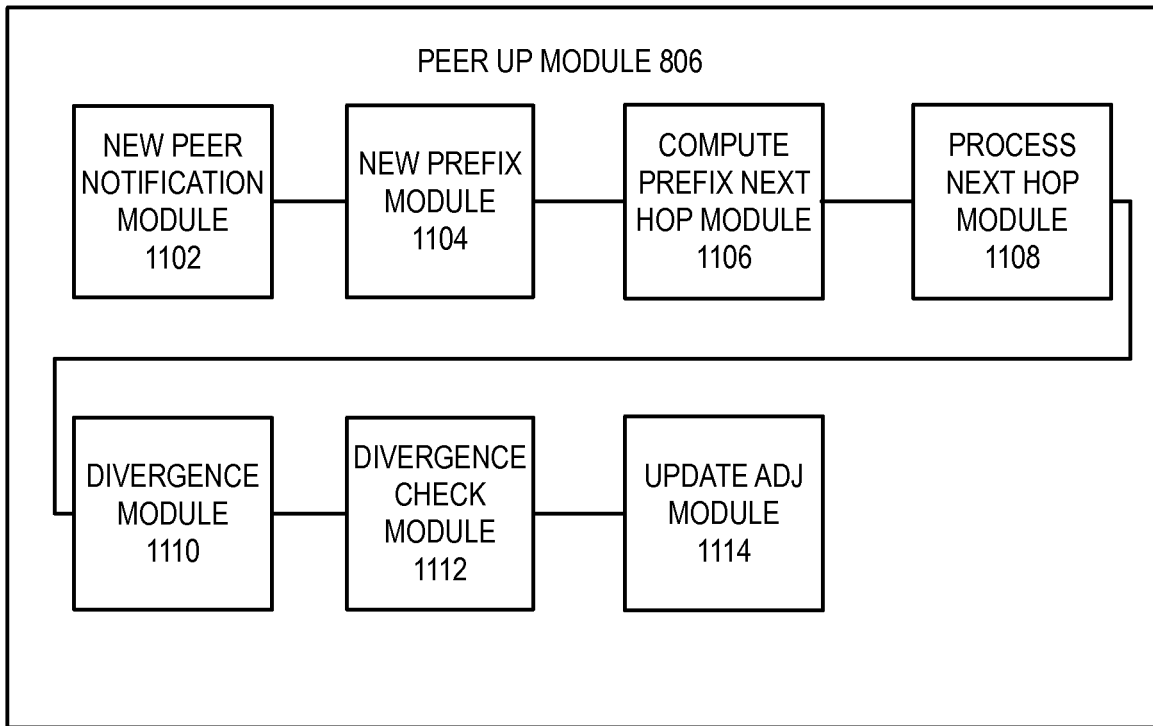 PEER UP MODULE 806
NEW PEER
NOTIFICATION
MODULE
1102
NEW PREFIX
MODULE
1104
COMPUTE
PREFIX NEXT
HOP MODULE
1106
PROCESS
NEXT HOP
MODULE
1108
DIVERGENCE
MODULE
1110
DIVERGENCE
CHECK
MODULE
1112
UPDATE ADJ
MODULE
1114